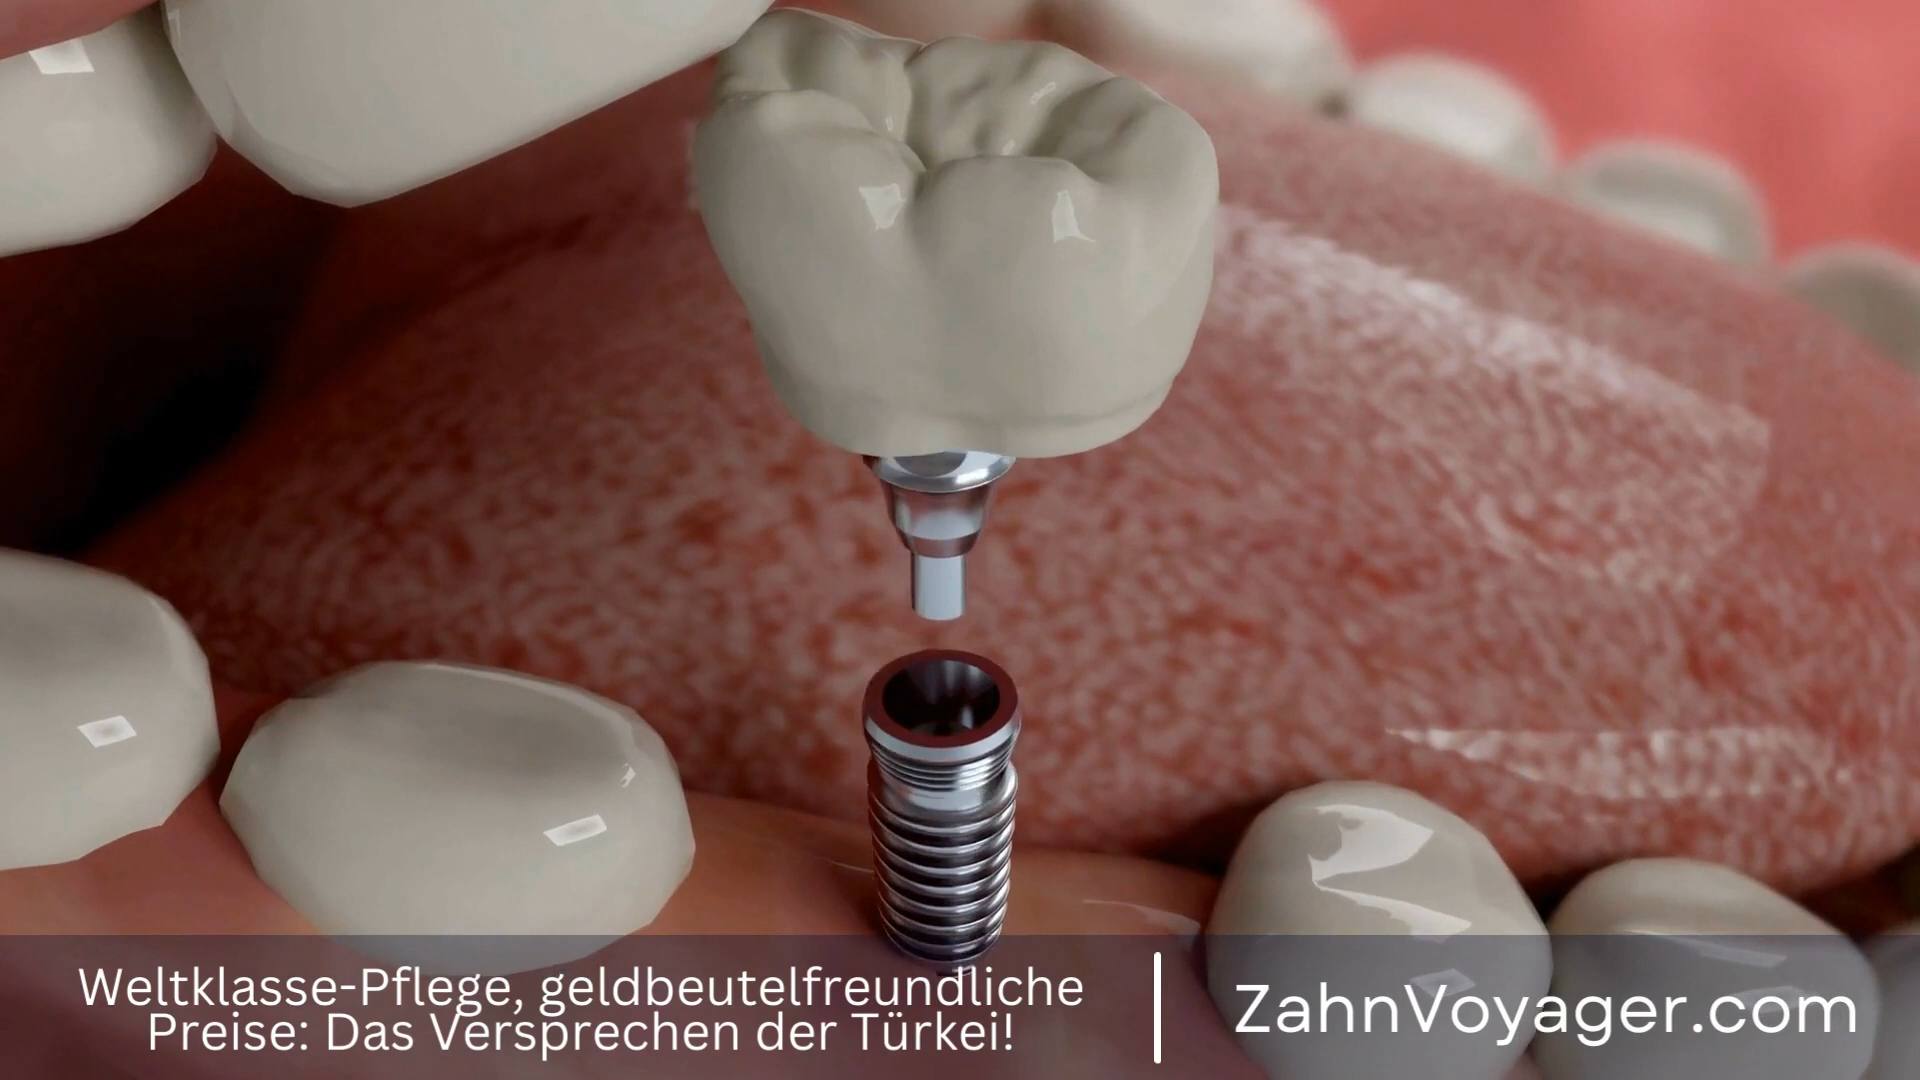 Weltklasse-Pflege, geldbeutelfreundliche
Preise: Das Versprechen der Türkei!
ZahnVoyager.com